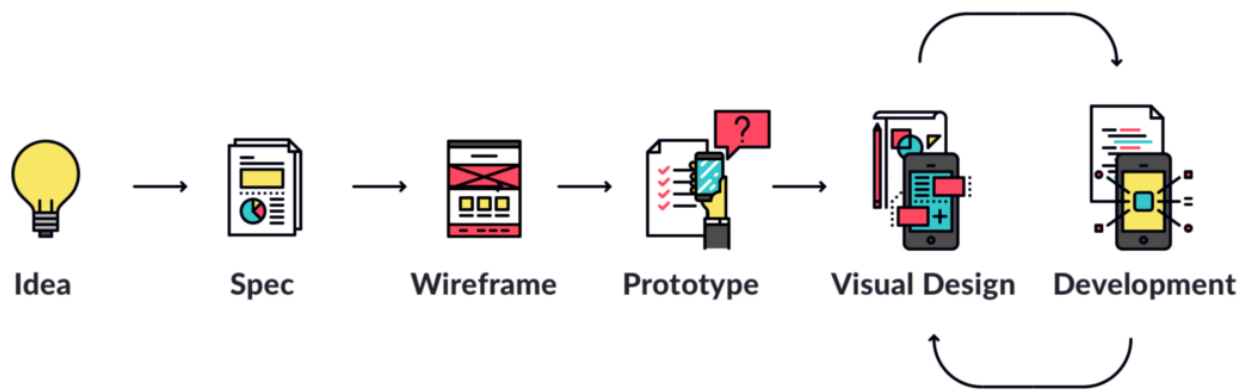 ?
Idea
Spec
Wireframe
Prototype
Visual Design
Development